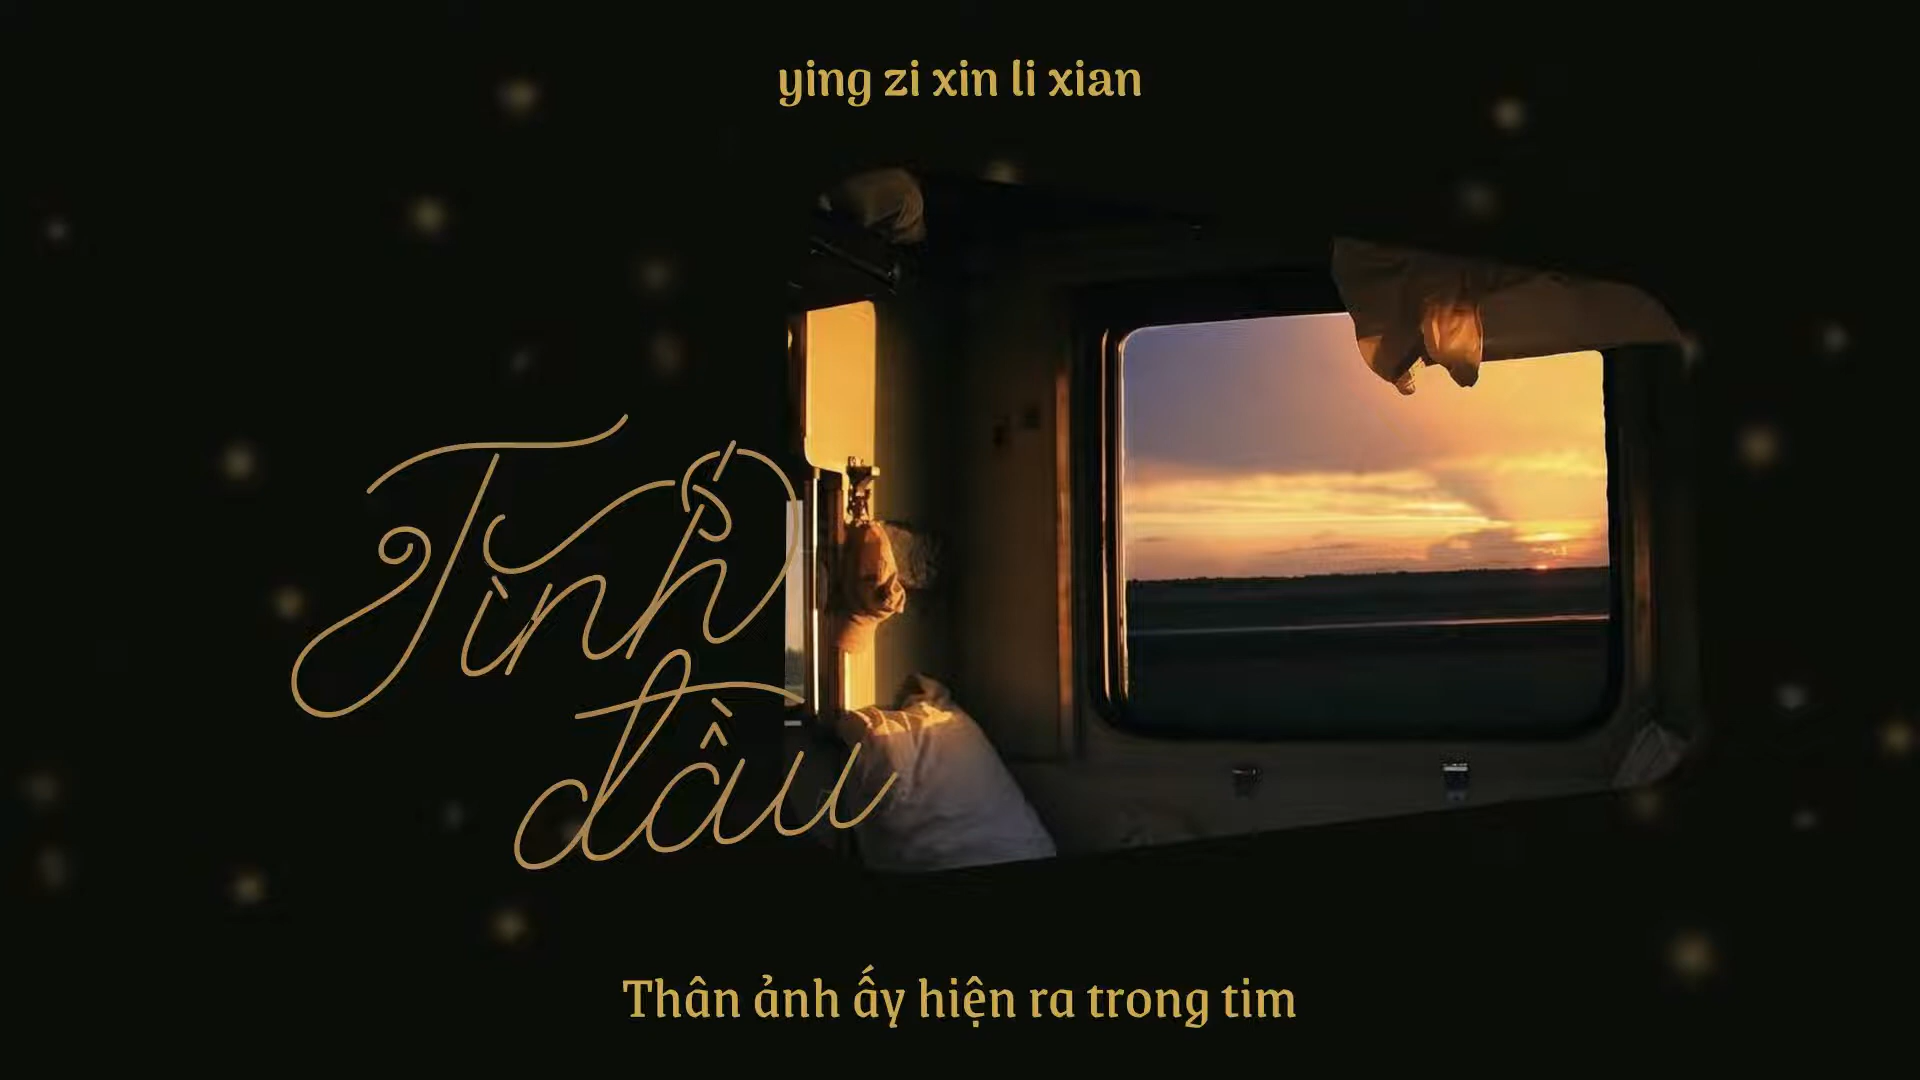 ying zi xin li xian
Tình
đầu
Thân ảnh ấy hiện ra trong tim